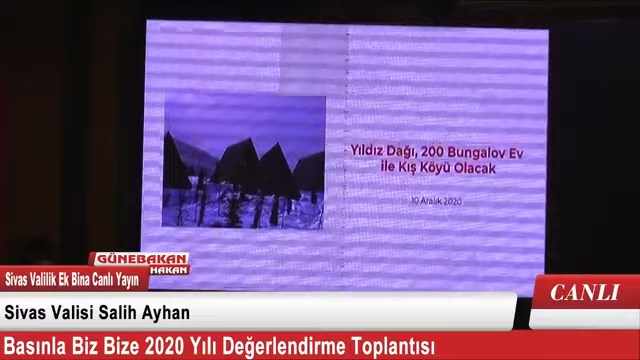 Yıldız Dağı, 200 Bungalov Ev
ile Kış Köyü Olacak
10 Aralık 2020
GÜNEBAKAN
HAKAN
Sivas Valilik Ek Bina Canlı Yayın
Sivas Valisi Salih Ayhan
CANLI
Basınla Biz Bize 2020 Yılı Değerlendirme Toplantısı